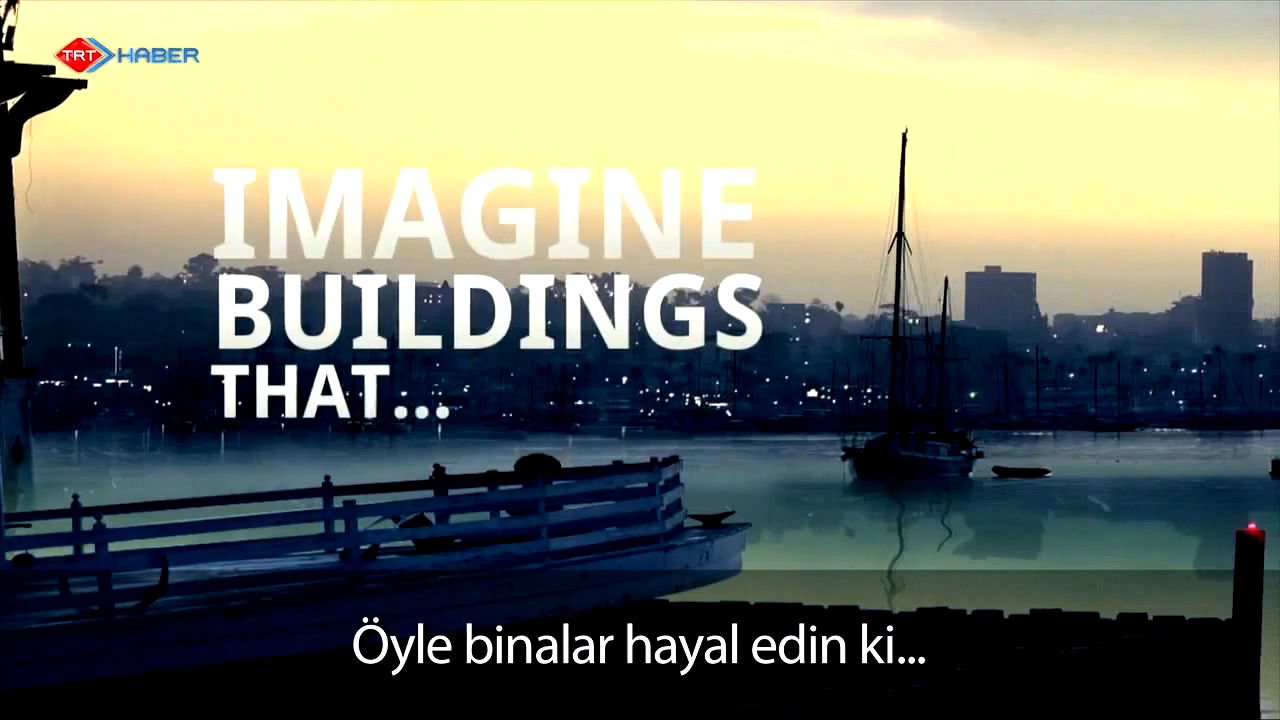 TRT HABER
IMAGINE
BUILDINGS
THAT...
Öyle binalar hayal edin ki...